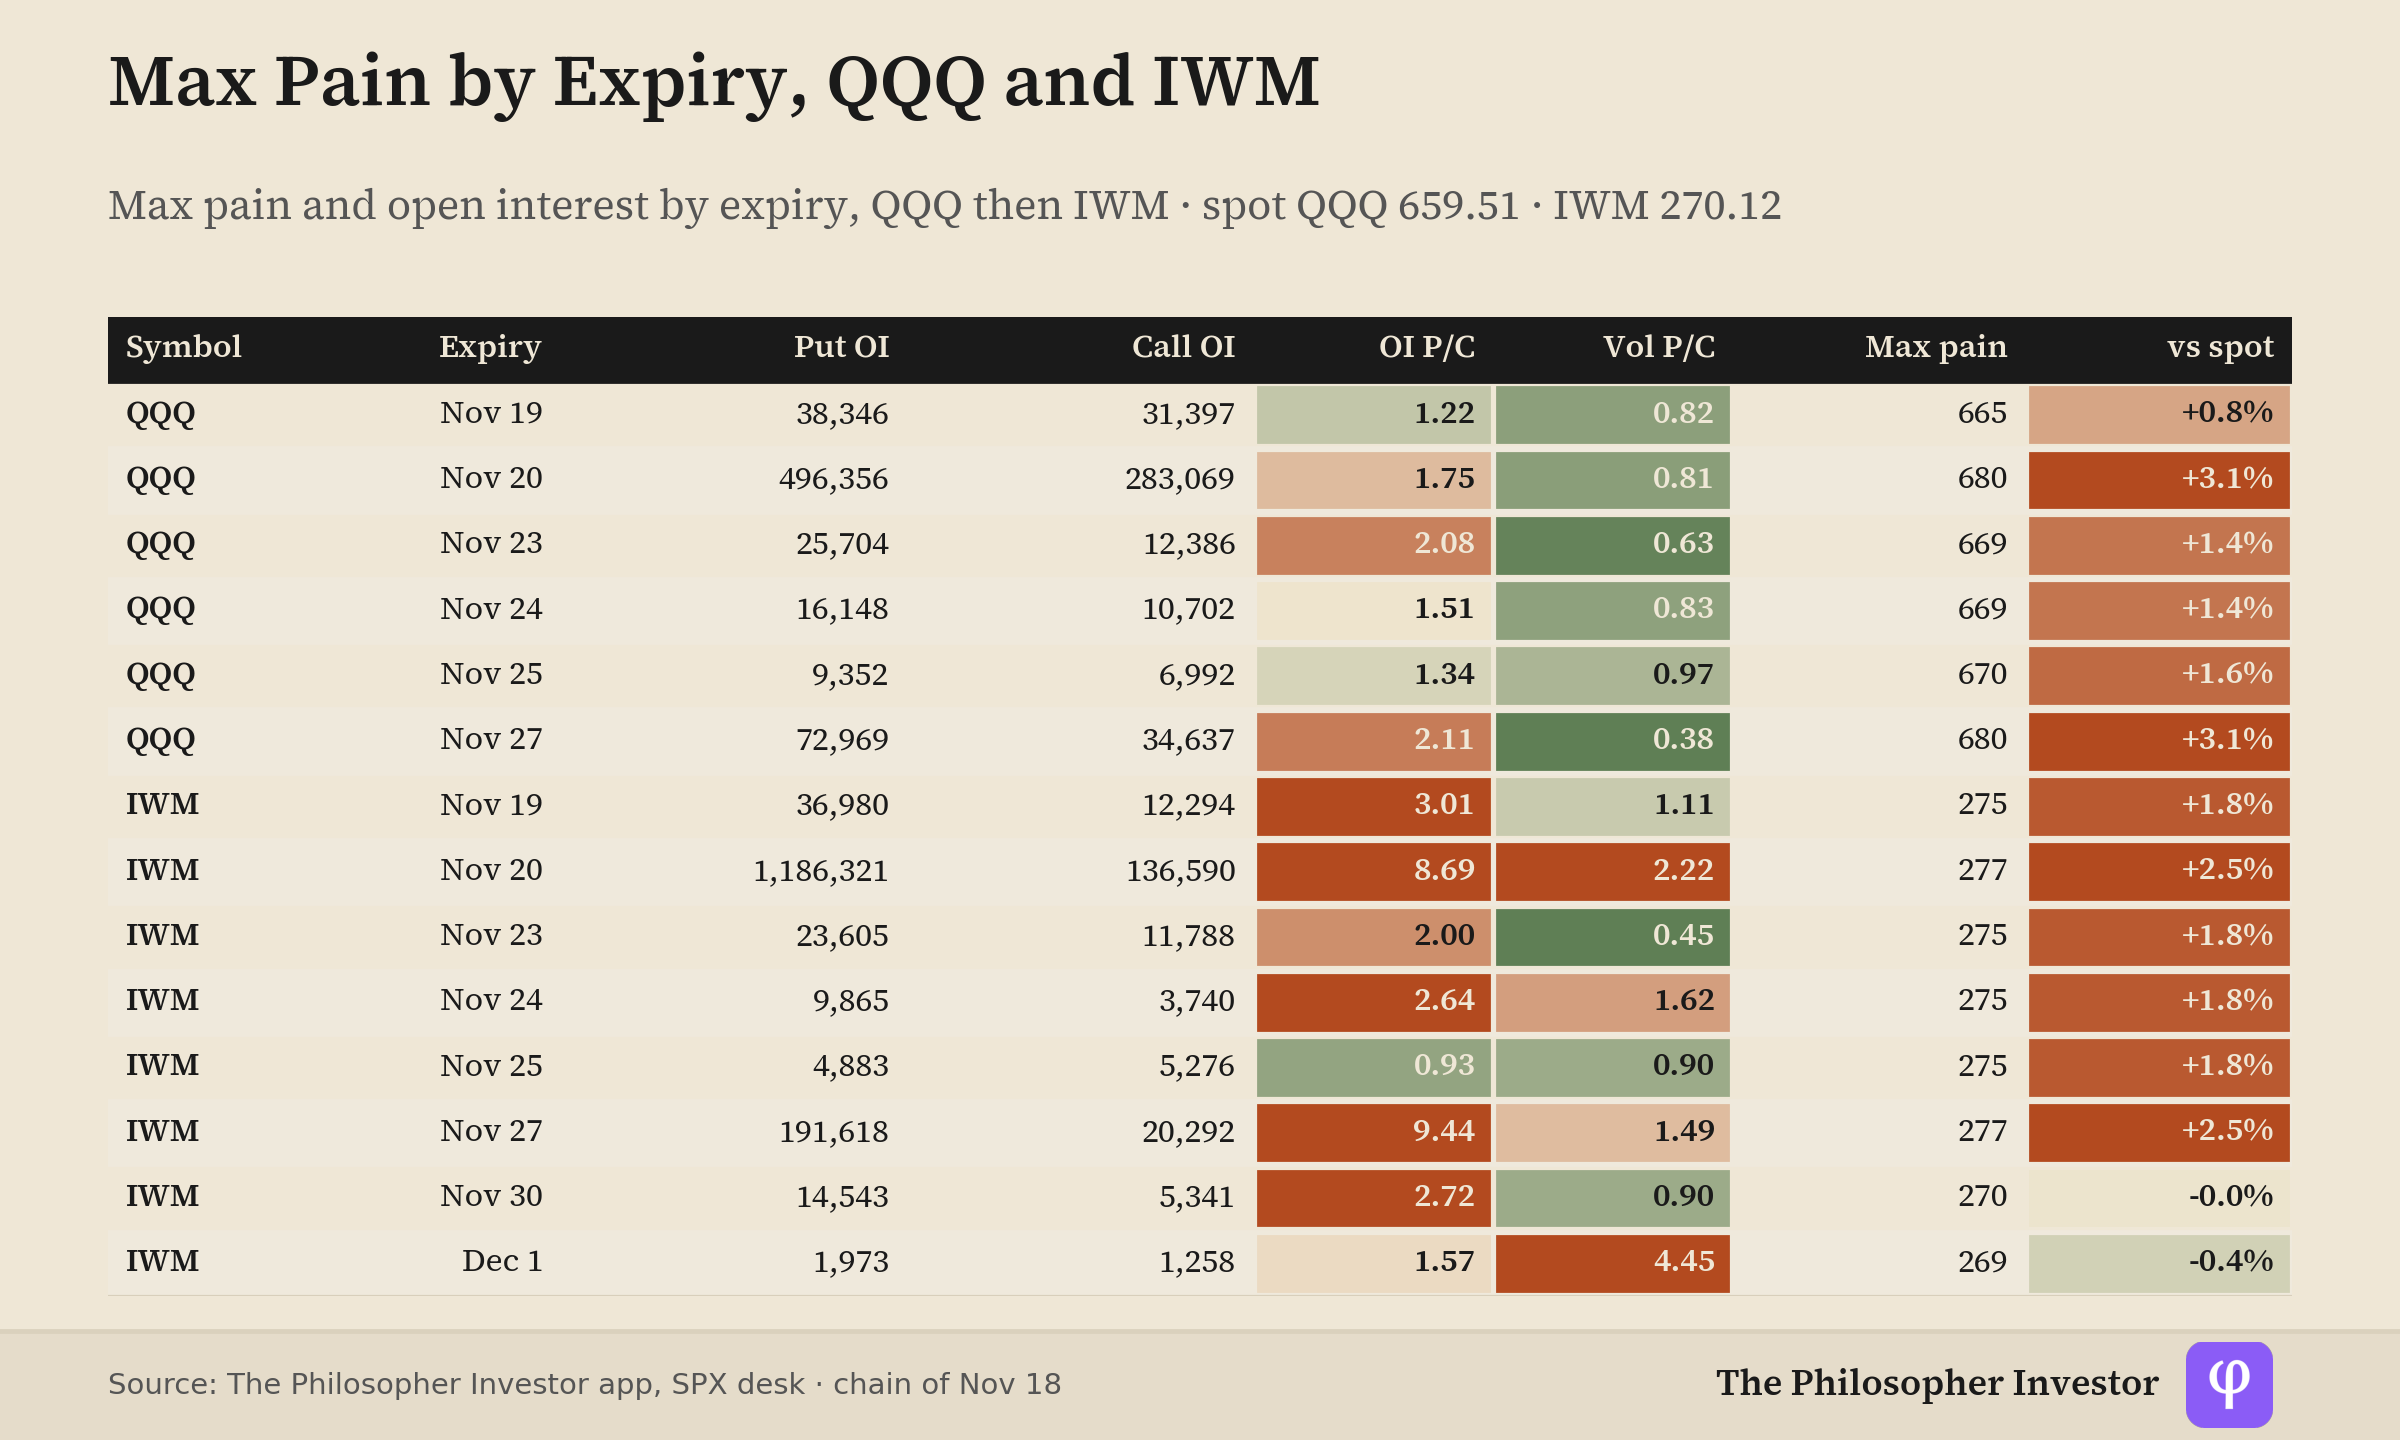 Max Pain by Expiry, QQQ and IWM
Max pain and open interest by expiry, QQQ then IWM · spot QQQ 659.51 · IWM 270.12
Symbol Expiry Put OI Call OI OI P/C Vol P/C Max pain vs spot
QQQ Nov 19 38,346 31,397 1.22 0.82 665 +0.8%
QQQ Nov 20 496,356 283,069 1.75 0.81 680 +3.1%
QQQ Nov 23 25,704 12,386 2.08 0.63 669 +1.4%
QQQ Nov 24 16,148 10,702 1.51 0.83 669 +1.4%
QQQ Nov 25 9,352 6,992 1.34 0.97 670 +1.6%
QQQ Nov 27 72,969 34,637 2.11 0.38 680 +3.1%
IWM Nov 19 36,980 12,294 3.01 1.11 275 +1.8%
IWM Nov 20 1,186,321 136,590 8.69 2.22 277 +2.5%
IWM Nov 23 23,605 11,788 2.00 0.45 275 +1.8%
IWM Nov 24 9,865 3,740 2.64 1.62 275 +1.8%
IWM Nov 25 4,883 5,276 0.93 0.90 275 +1.8%
IWM Nov 27 191,618 20,292 9.44 1.49 277 +2.5%
IWM Nov 30 14,543 5,341 2.72 0.90 270 -0.0%
IWM Dec 1 1,973 1,258 1.57 4.45 269 -0.4%
Source: The Philosopher Investor app, SPX desk · chain of Nov 18
The Philosopher Investor φ